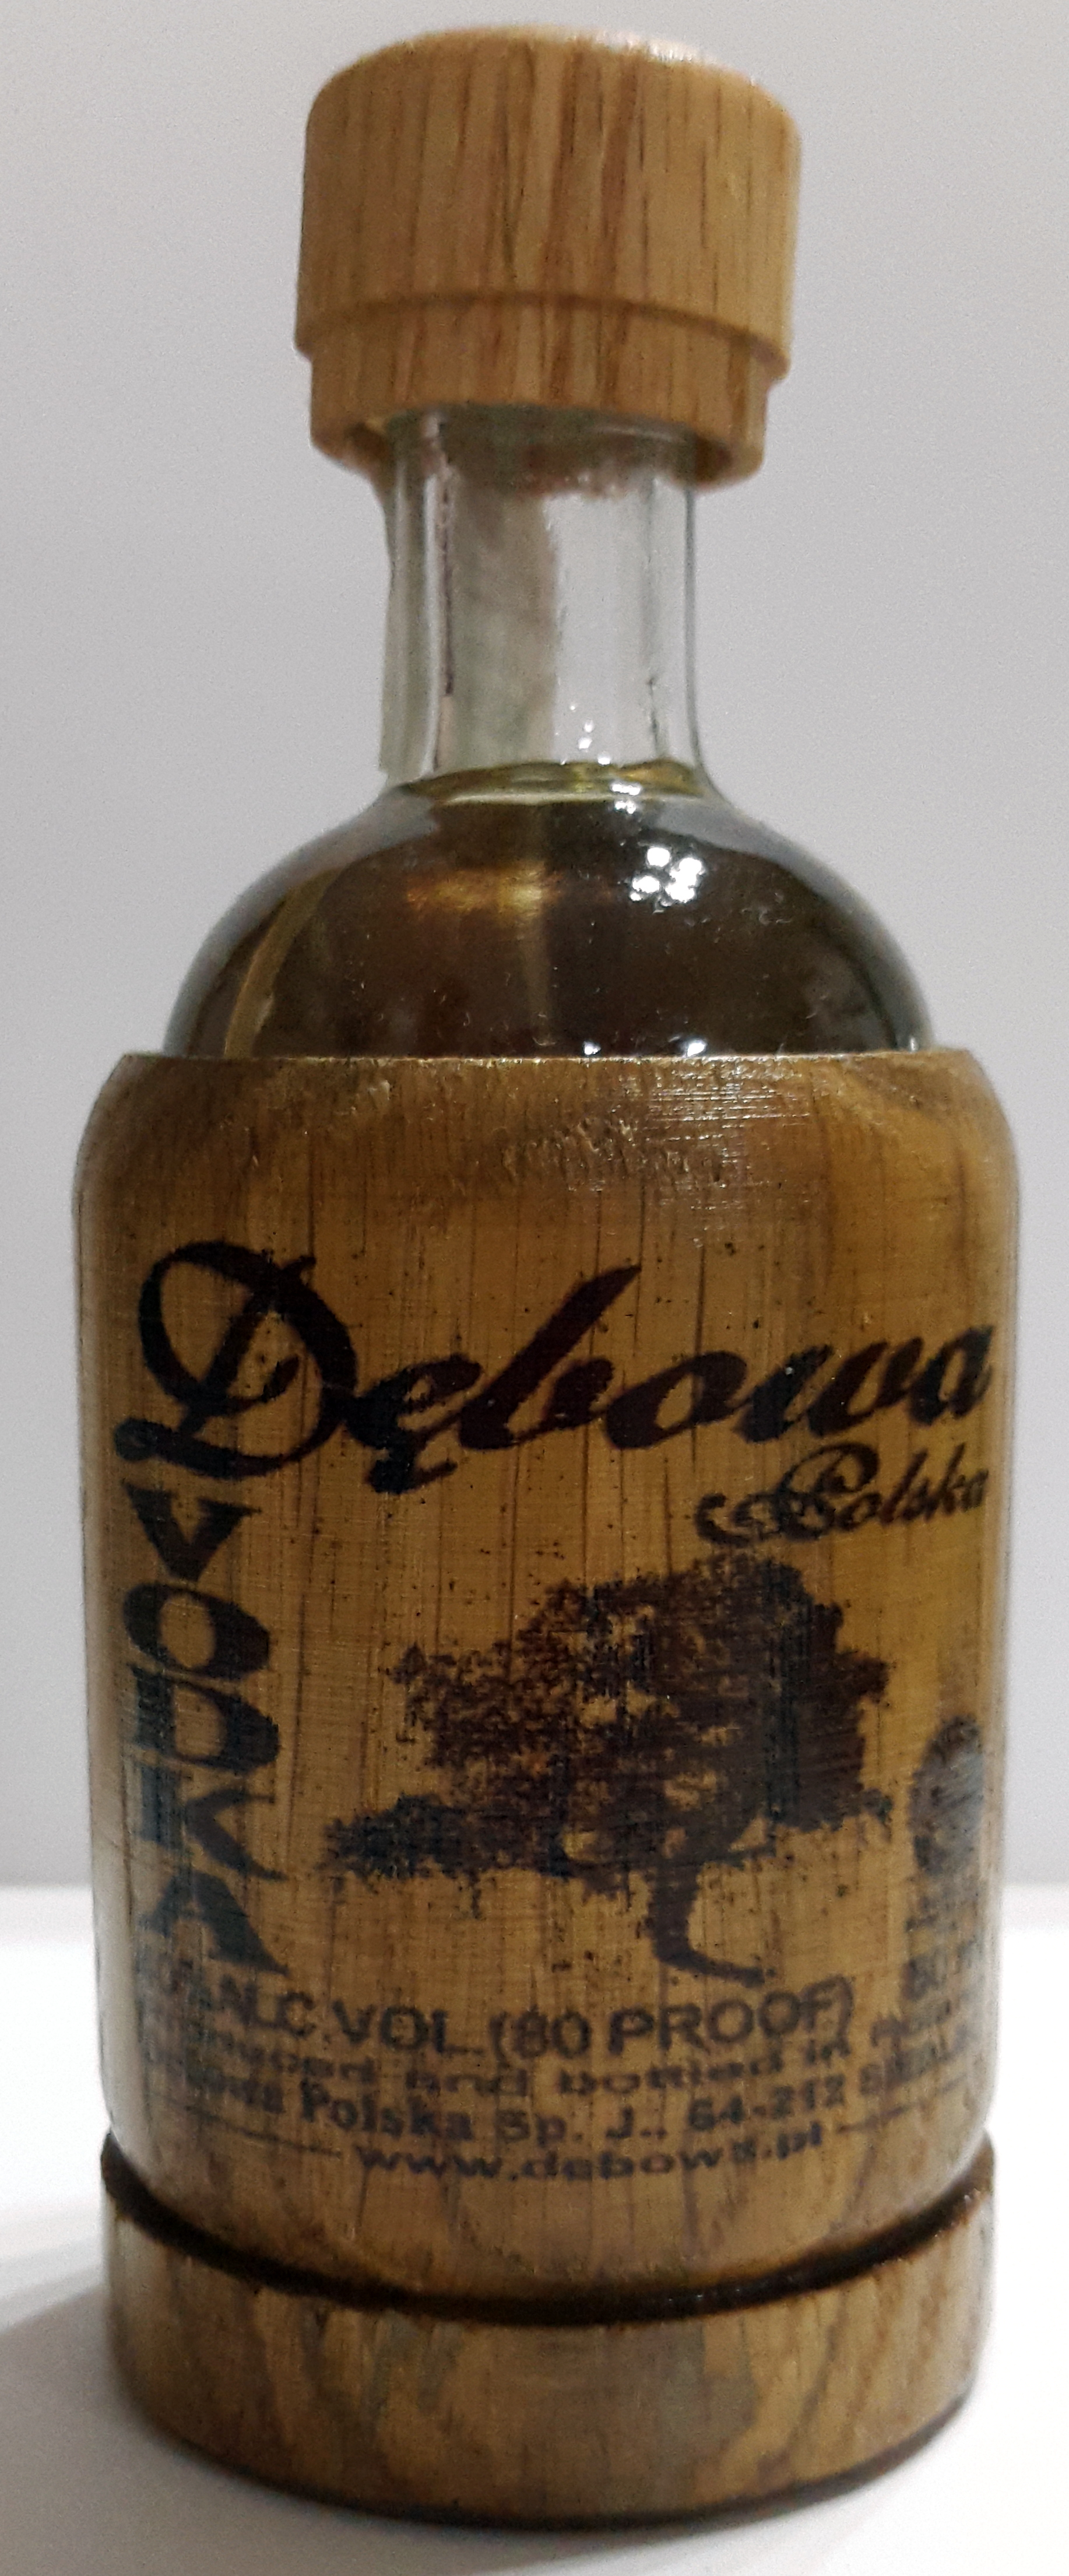 Dębowa
Polska
VODKA
ALC.VOL (80 PROOF)
and bottled in
Polska Sp. J., 64-212
www.debowa.pl